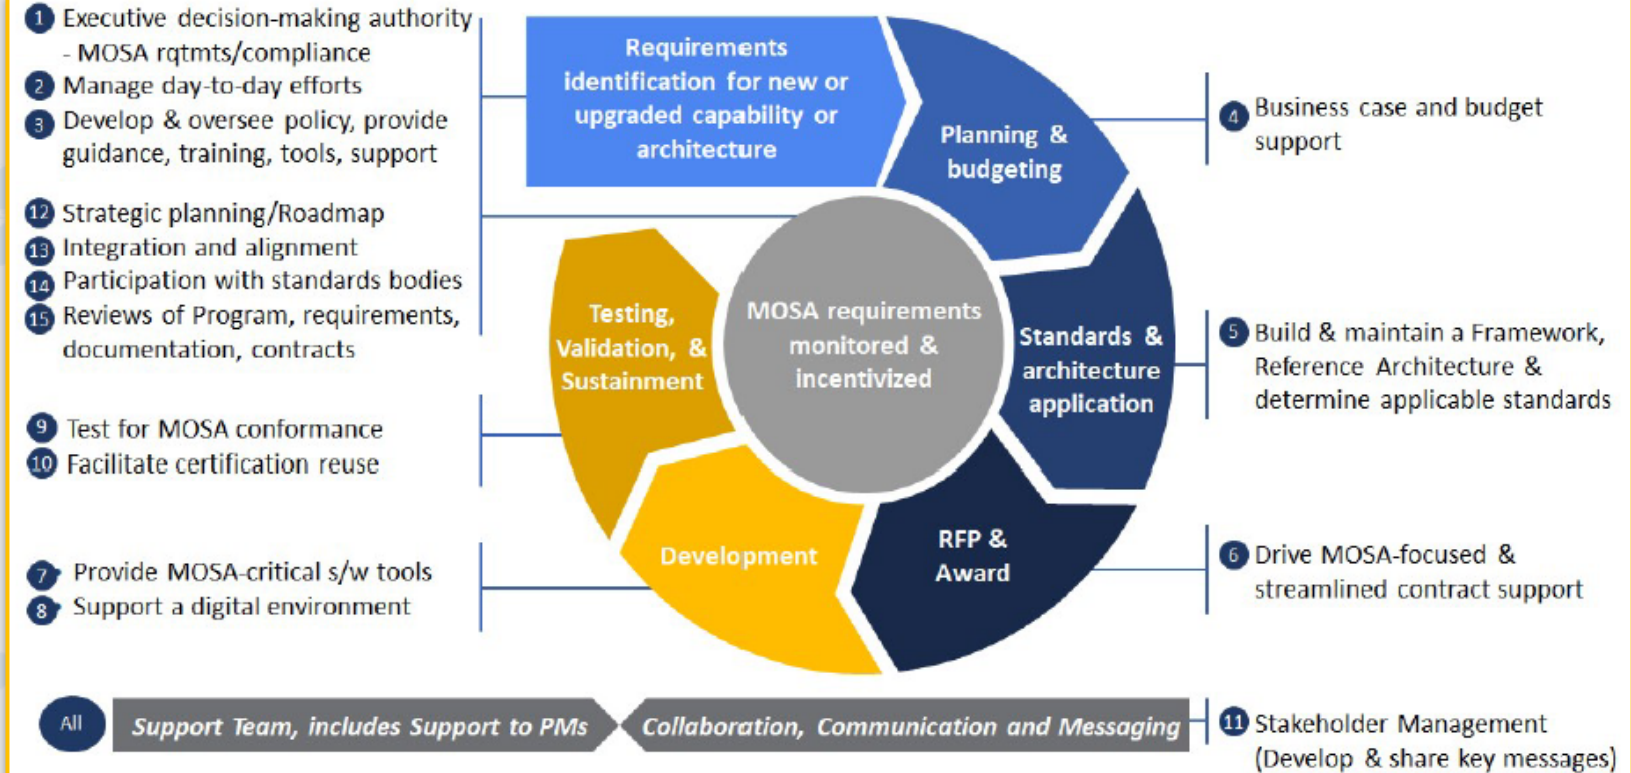 1 Executive decision-making authority
- MOSA rqtmts/compliance
2 Manage day-to-day efforts
3 Develop & oversee policy, provide
guidance, training, tools, support
12 Strategic planning/Roadmap
13 Integration and alignment
14 Participation with standards bodies
15 Reviews of Program, requirements,
documentation, contracts
9 Test for MOSA conformance
10 Facilitate certification reuse
7 Provide MOSA-critical s/w tools
8 Support a digital environment
Requirements
identification for new or
upgraded capability or
architecture
Planning &
budgeting
Standards &
architecture
application
RFP &
Award
Development
Testing,
Validation, &
Sustainment
MOSA requirements
monitored &
incentivized
4 Business case and budget
support
5 Build & maintain a Framework,
Reference Architecture &
determine applicable standards
6 Drive MOSA-focused &
streamlined contract support
All
Support Team, includes Support to PMs
Collaboration, Communication and Messaging
11 Stakeholder Management
(Develop & share key messages)